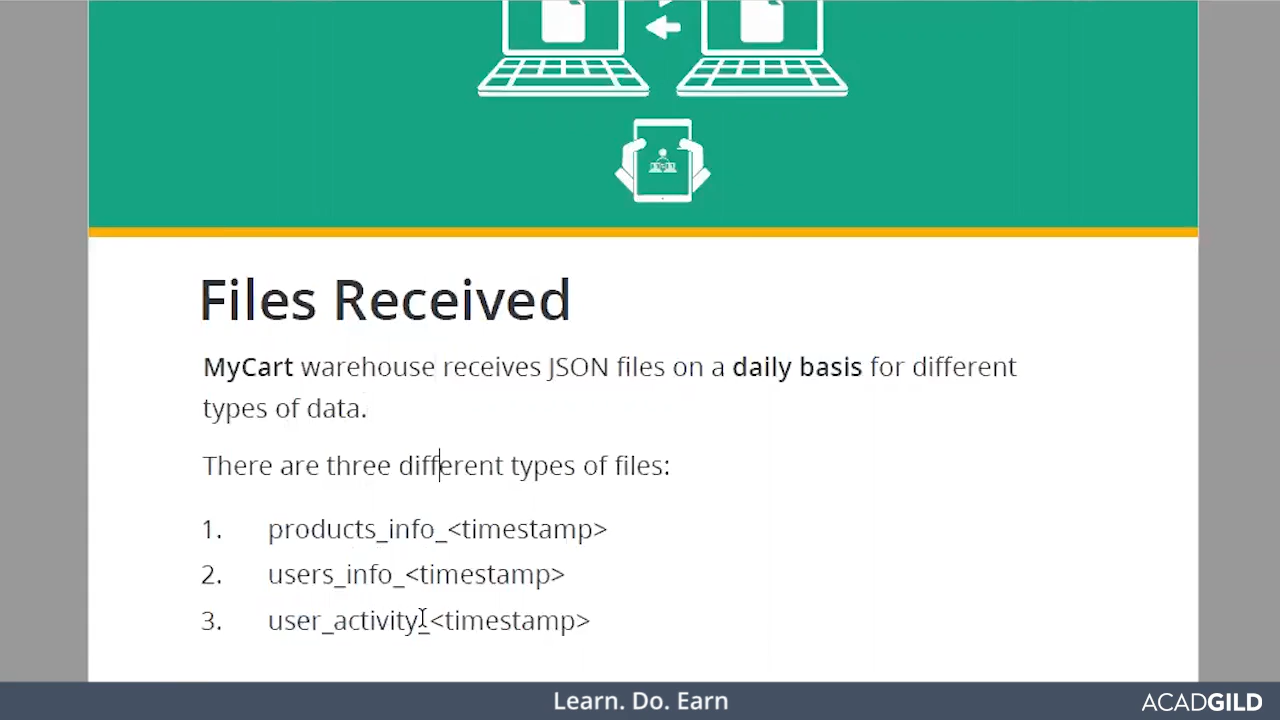 Files Received
MyCart warehouse receives JSON files on a daily basis for different
types of data.
There are three different types of files:
1. products_info_<timestamp>
2. users_info_<timestamp>
3. user_activity_<timestamp>
Learn. Do. Earn
ACADGILD